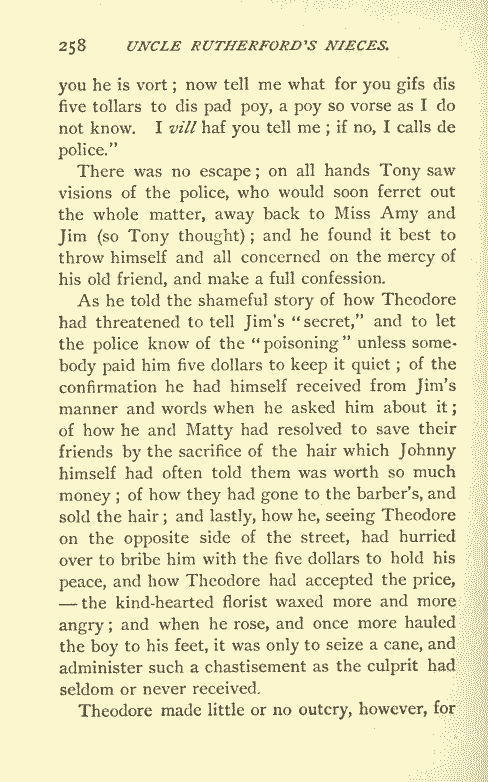 258 UNCLE RUTHERFORD'S NIECES.
you he is vort ; now tell me what for you gifs dis
five tollars to dis pad poy, a poy so vorse as I do
not know. I vill haf you tell me ; if no, I calls de
police."
There was no escape ; on all hands Tony saw
visions of the police, who would soon ferret out
the whole matter, away back to Miss Amy and
Jim (so Tony thought) ; and he found it best to
throw himself and all concerned on the mercy of
his old friend, and make a full confession.
As he told the shameful story of how Theodore
had threatened to tell Jim's "secret," and to let
the police know of the "poisoning" unless some-
body paid him five dollars to keep it quiet ; of the
confirmation he had himself received from Jim's
manner and words when he asked him about it ;
of how he and Matty had resolved to save their
friends by the sacrifice of the hair which Johnny
himself had often told them was worth so much
money ; of how they had gone to the barber's, and
sold the hair ; and lastly, how he, seeing Theodore
on the opposite side of the street, had hurried
over to bribe him with the five dollars to hold his
peace, and how Theodore had accepted the price,
— the kind-hearted florist waxed more and more
angry ; and when he rose, and once more hauled
the boy to his feet, it was only to seize a cane, and
administer such a chastisement as the culprit had
seldom or never received.
Theodore made little or no outcry, however, for